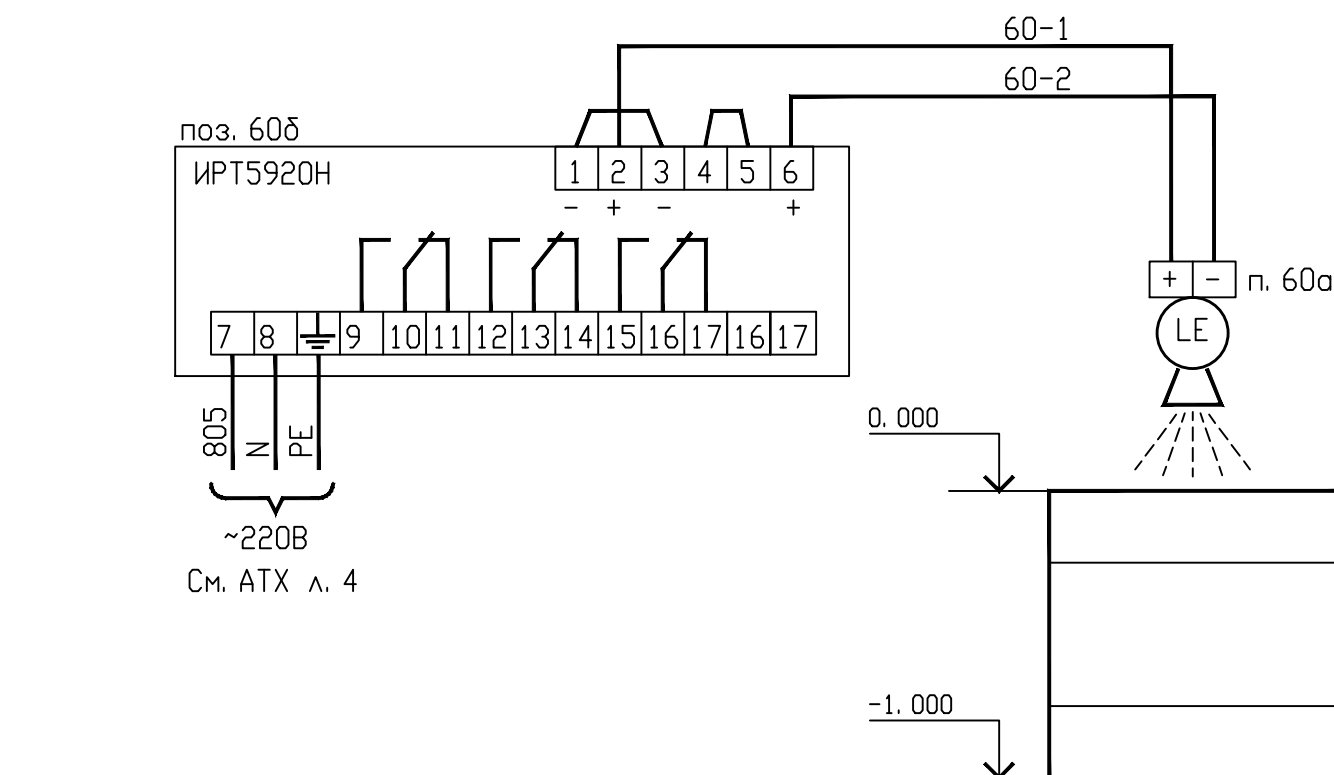 60-1
60-2
поз. 60б
ИРТ5920Н
1 2 3 4 5 6
- + - +
+ - п. 60а
LE
7 8 9 10 11 12 13 14 15 16 17 16 17
805 N PE
0.000
~220В
См. АТХ л. 4
-1.000